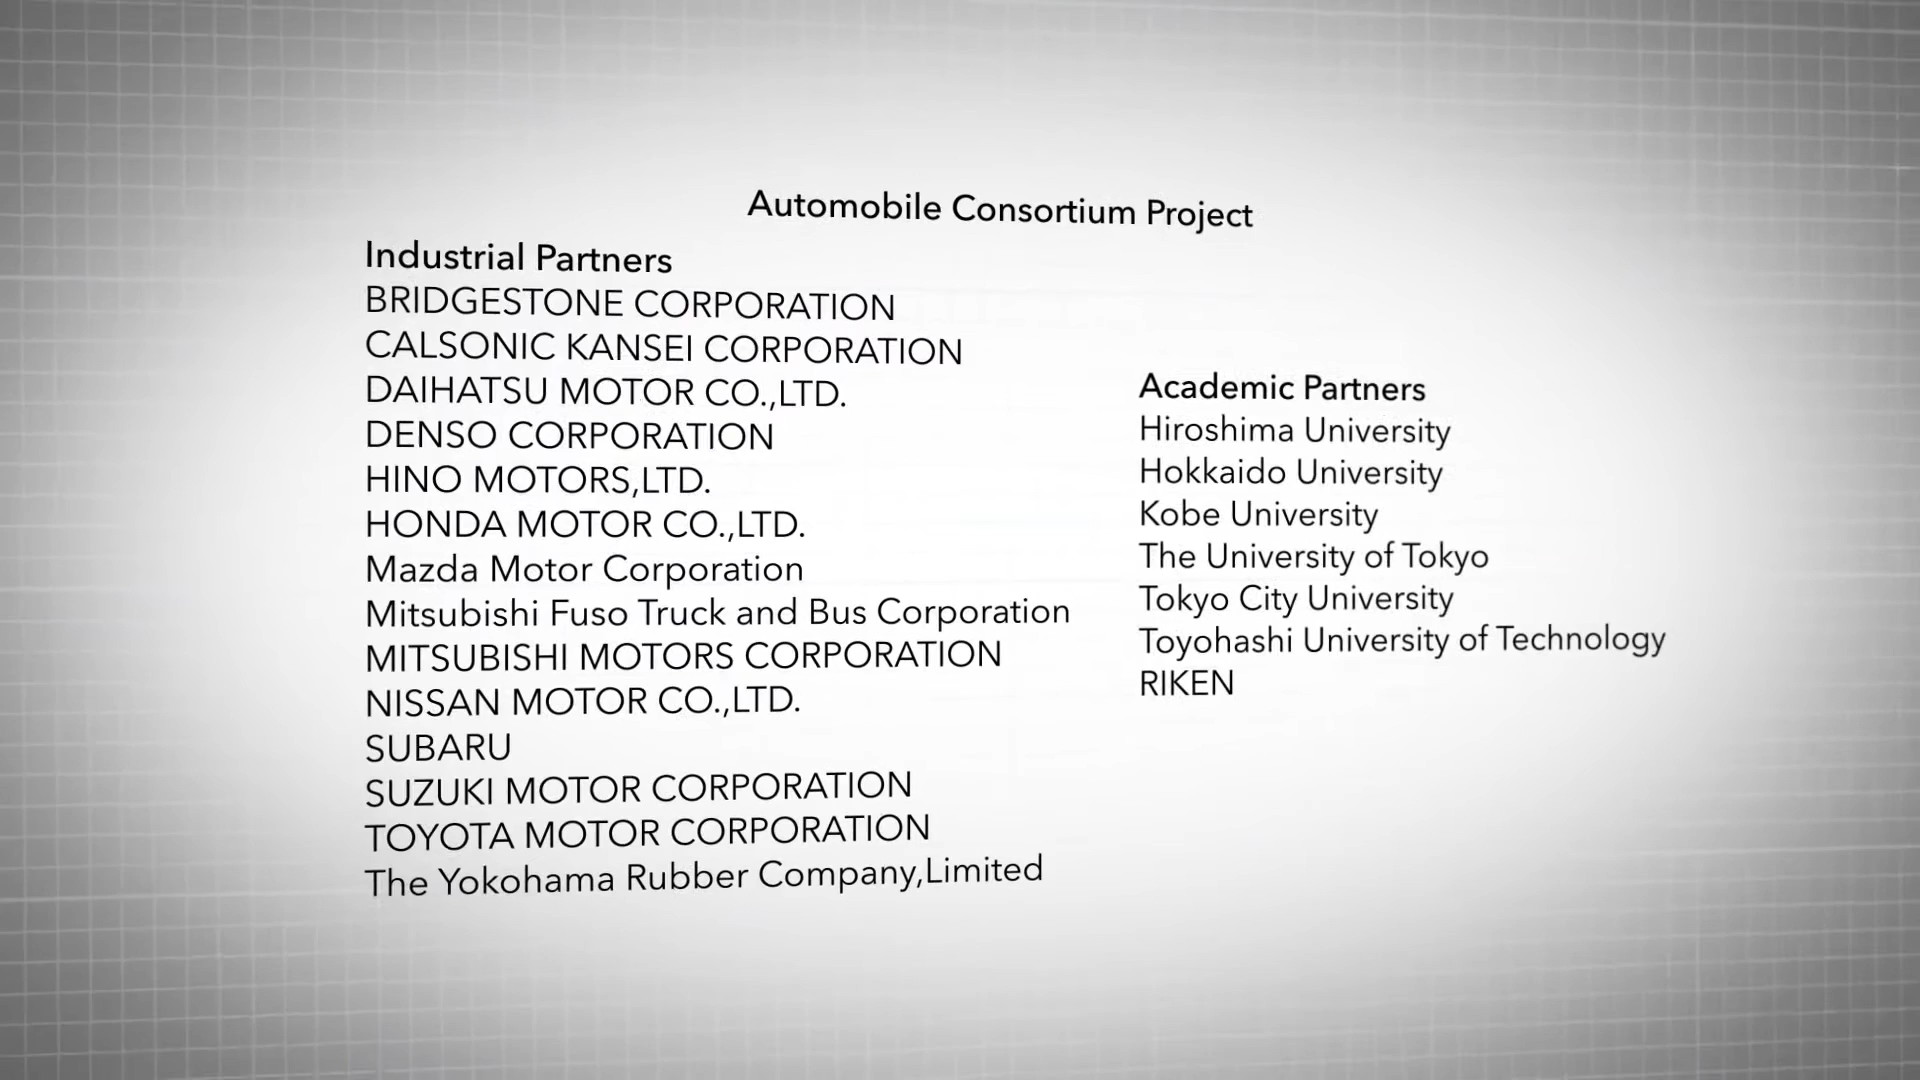 Automobile Consortium Project
Industrial Partners
BRIDGESTONE CORPORATION
CALSONIC KANSEI CORPORATION
DAIHATSU MOTOR CO.,LTD.
DENSO CORPORATION
HINO MOTORS,LTD.
HONDA MOTOR CO.,LTD.
Mazda Motor Corporation
Mitsubishi Fuso Truck and Bus Corporation
MITSUBISHI MOTORS CORPORATION
NISSAN MOTOR CO.,LTD.
SUBARU
SUZUKI MOTOR CORPORATION
TOYOTA MOTOR CORPORATION
The Yokohama Rubber Company,Limited
Academic Partners
Hiroshima University
Hokkaido University
Kobe University
The University of Tokyo
Tokyo City University
Toyohashi University of Technology
RIKEN